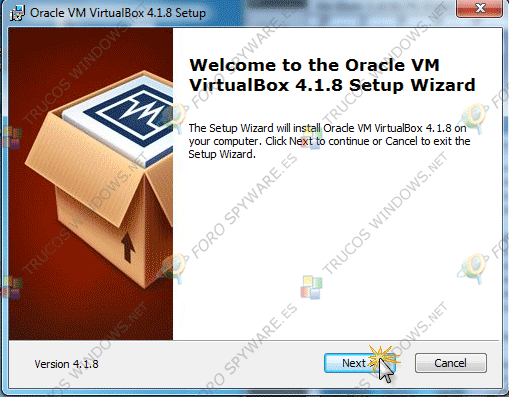 Oracle VM VirtualBox 4.1.8 Setup
Welcome to the Oracle VM
VirtualBox 4.1.8 Setup Wizard
The Setup Wizard will install Oracle VM VirtualBox 4.1.8 on
your computer. Click Next to continue or Cancel to exit the
Setup Wizard.
Version 4.1.8
Next
Cancel
TRUCOS WINDOWS.NET
FORO SPYWARE.ES
TRUCOS WINDOWS.NET
FORO SPYWARE.ES
TRUCOS WINDOWS.NET
FORO SPYWARE.ES
TRUCOS WINDOWS.NET